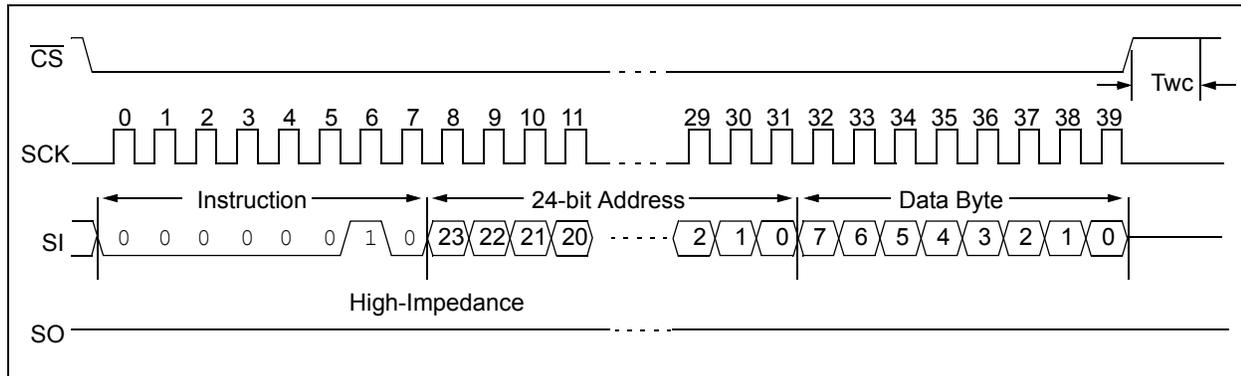 CS
Twc
0 1 2 3 4 5 6 7 8 9 10 11 29 30 31 32 33 34 35 36 37 38 39
SCK
Instruction 24-bit Address Data Byte
SI 0 0 0 0 0 0 1 0 23 22 21 20 2 1 0 7 6 5 4 3 2 1 0
High-Impedance
SO